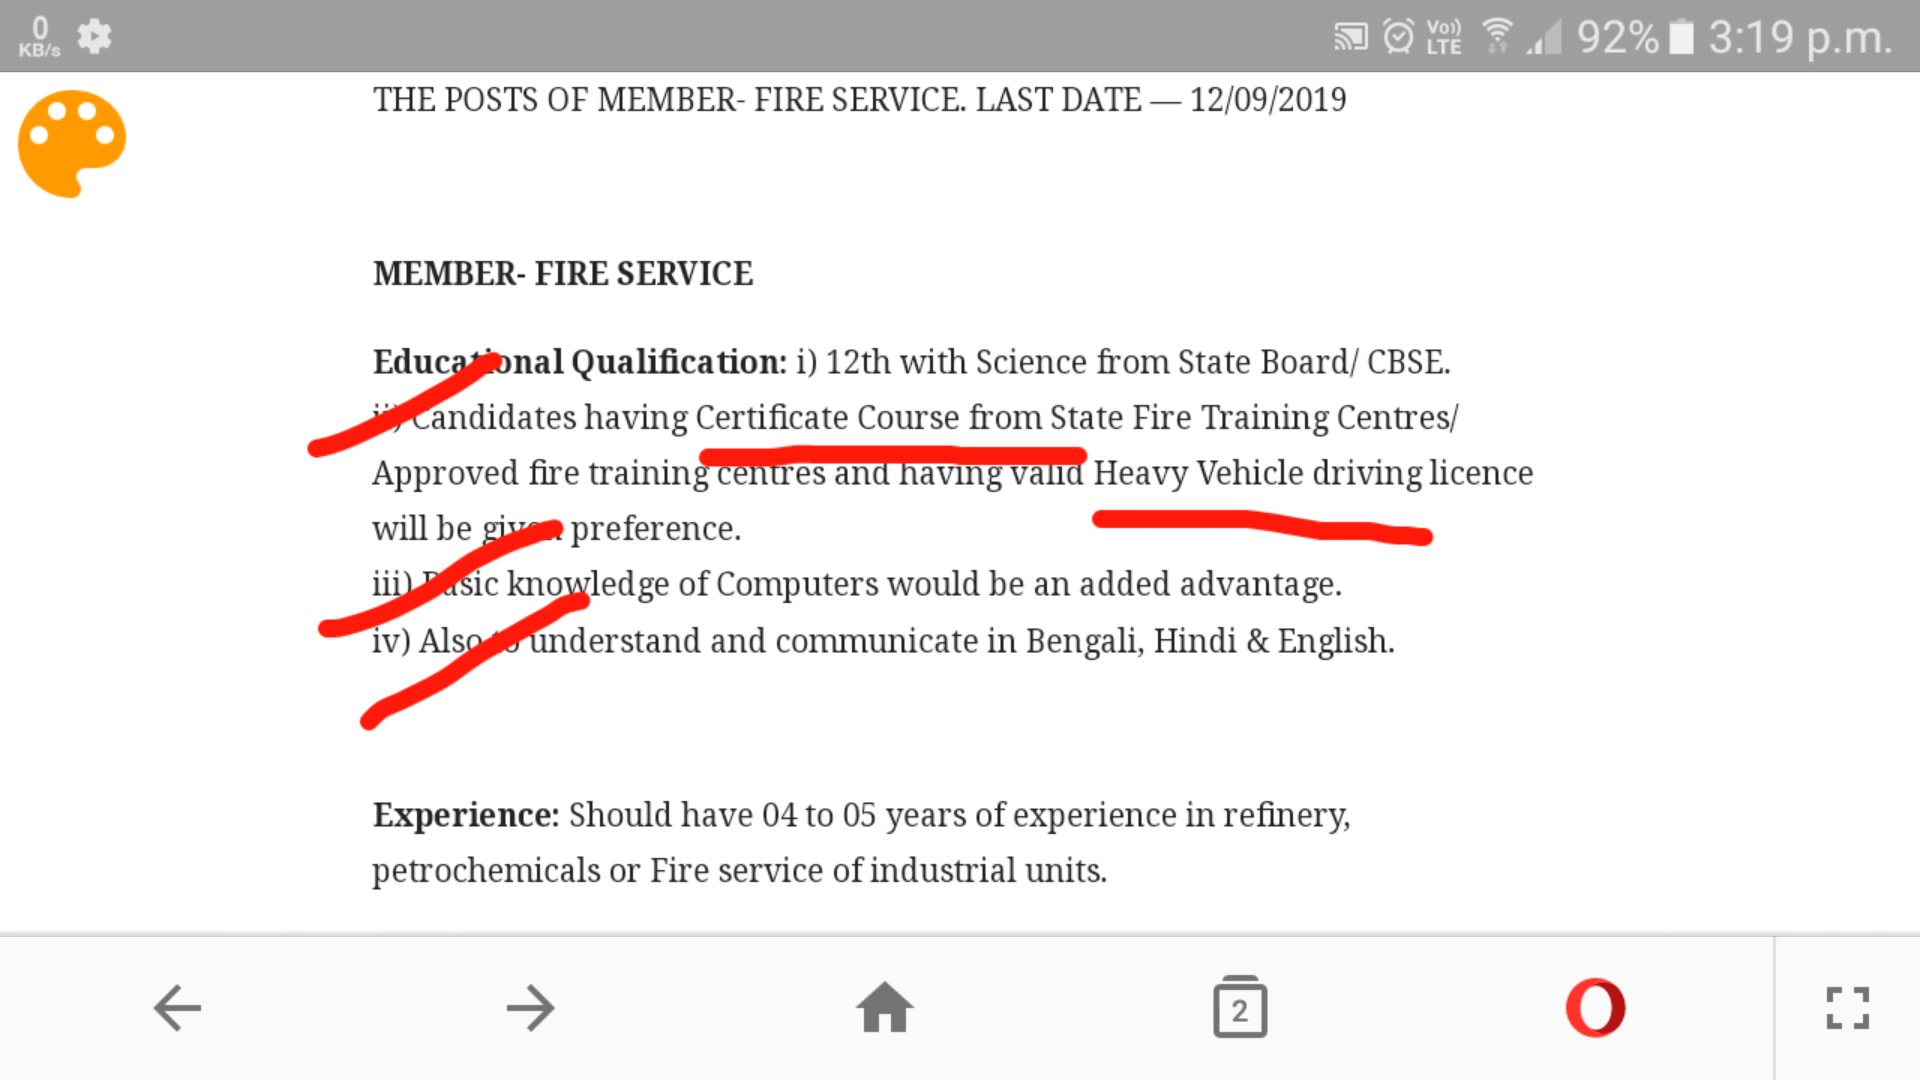 0
KB/s
Vo))
LTE
92%
3:19 p.m.
THE POSTS OF MEMBER- FIRE SERVICE. LAST DATE — 12/09/2019
MEMBER- FIRE SERVICE
Educational Qualification: i) 12th with Science from State Board/ CBSE.
ii) Candidates having Certificate Course from State Fire Training Centres/
Approved fire training centres and having valid Heavy Vehicle driving licence
will be given preference.
iii) Basic knowledge of Computers would be an added advantage.
iv) Also to understand and communicate in Bengali, Hindi & English.
Experience: Should have 04 to 05 years of experience in refinery,
petrochemicals or Fire service of industrial units.
2